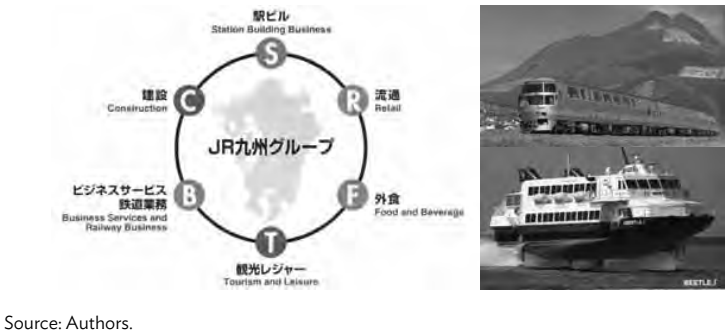 駅ビル
Station Building Business
S
建設
Construction
C
R
流通
Retail
JR九州グループ
ビジネスサービス
鉄道業務
Business Services and
Railway Business
B
F
外食
Food and Beverage
T
観光レジャー
Tourism and Leisure
BEETLE
Source: Authors.